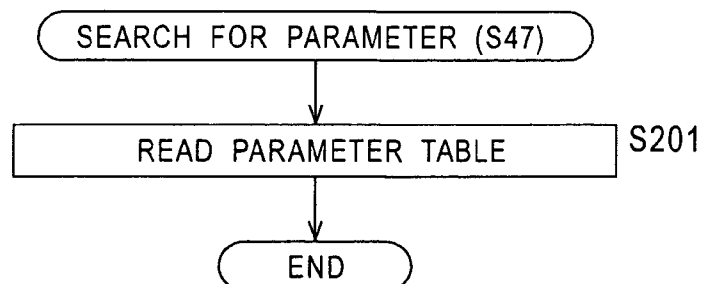 SEARCH FOR PARAMETER (S47)
READ PARAMETER TABLE S201
END